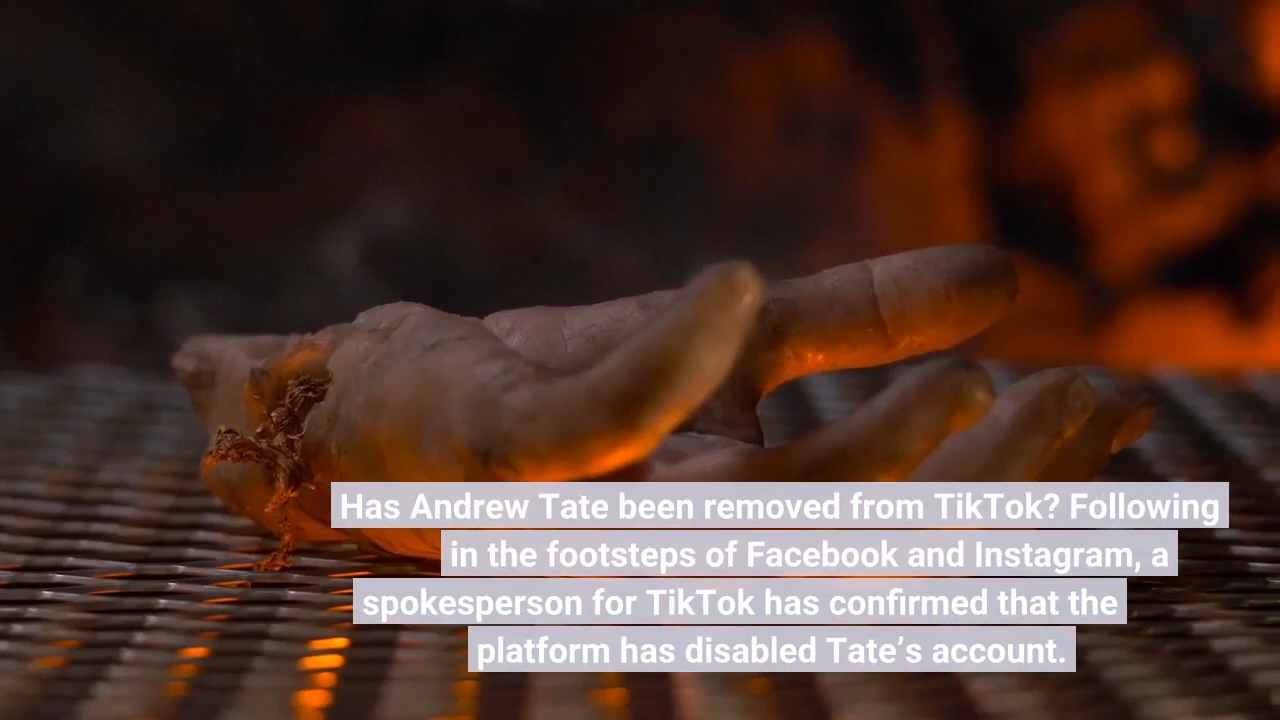 Has Andrew Tate been removed from TikTok? Following
in the footsteps of Facebook and Instagram, a
spokesperson for TikTok has confirmed that the
platform has disabled Tate’s account.